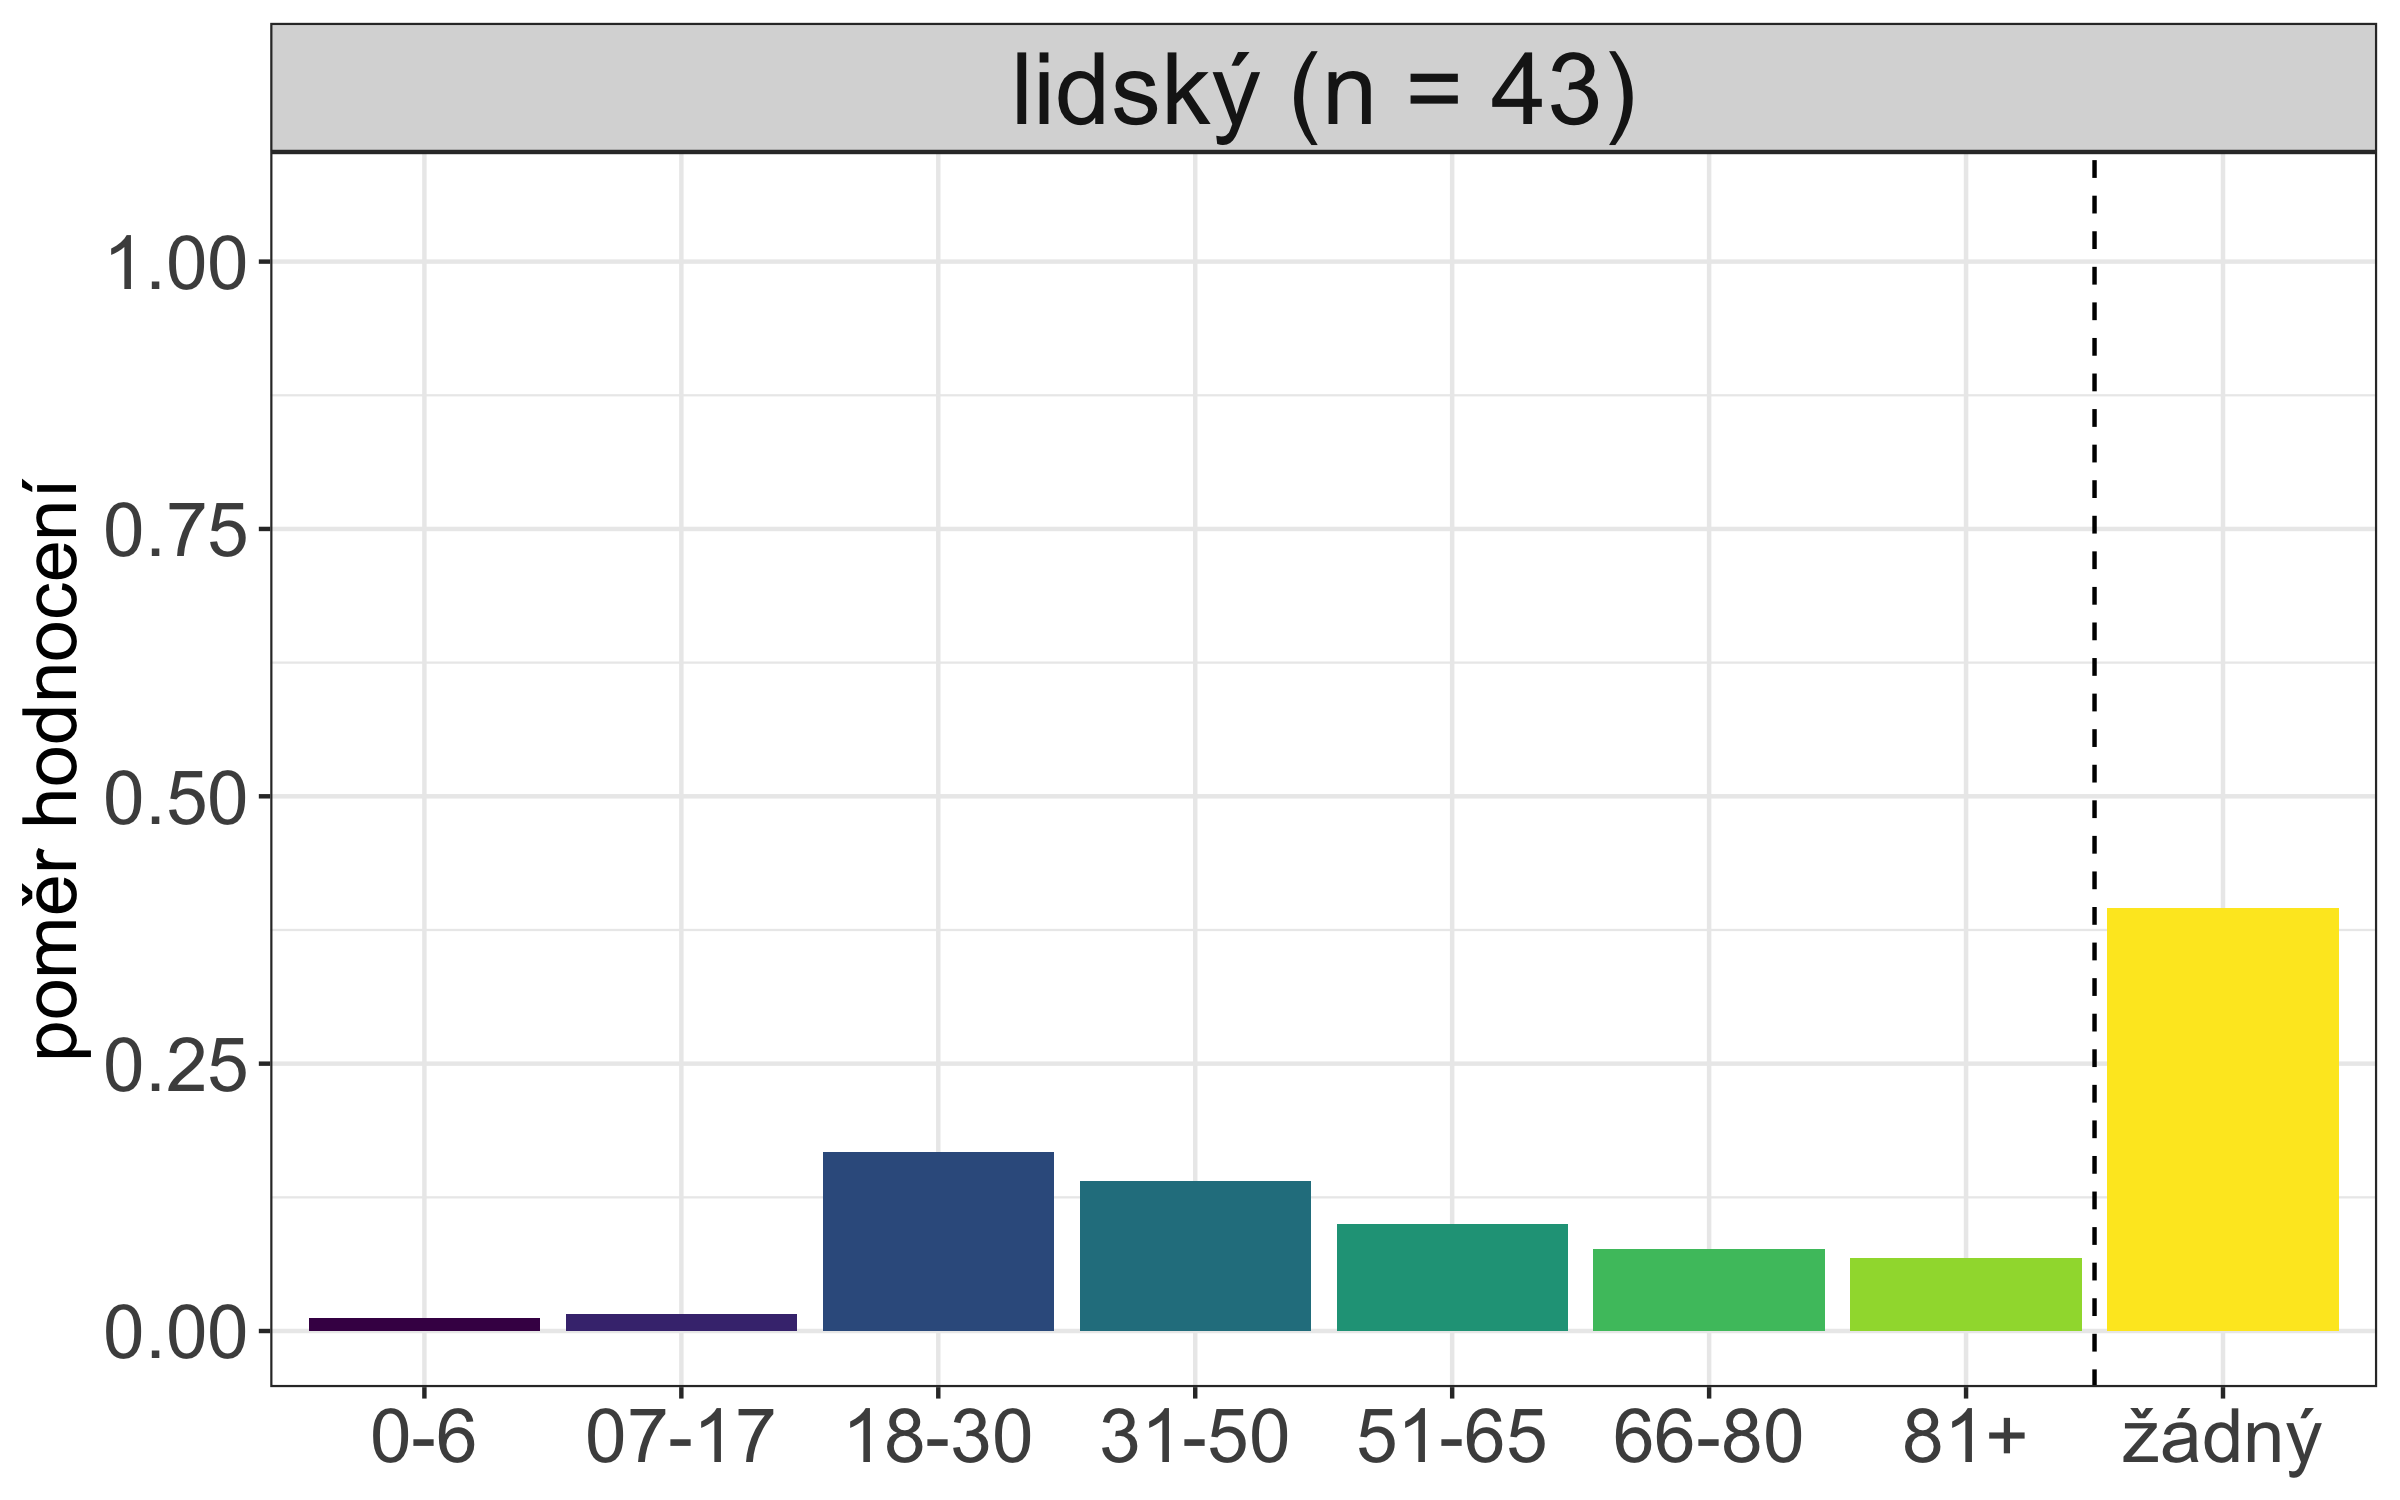 lidský (n = 43)
poměr hodnocení
1.00
0.75
0.50
0.25
0.00
0-6 07-17 18-30 31-50 51-65 66-80 81+ žádný